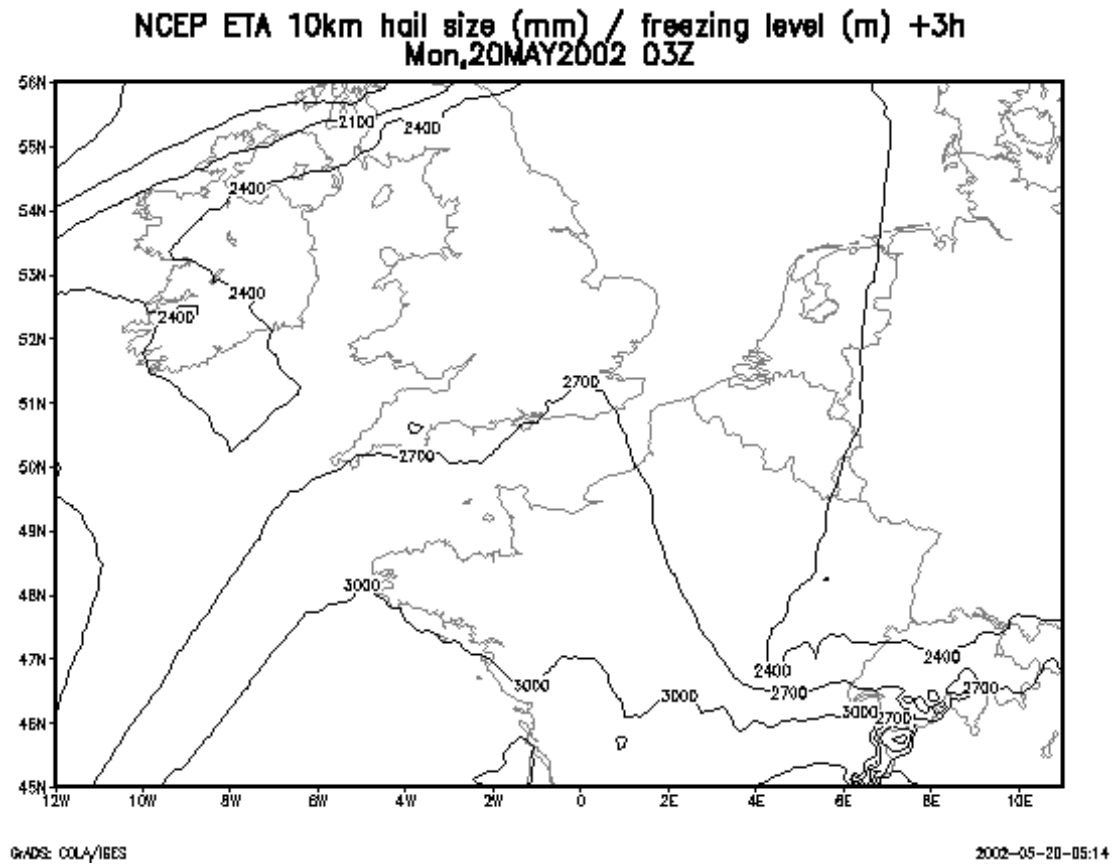 NCEP ETA 10km hail size (mm) / freezing level (m) +3h
Mon,20MAY2002 03Z
56N
55N
54N
53N
52N
51N
50N
49N
48N
47N
46N
45N
2100
2400
2400
2400
2400
2700
2700
3000
3000
3000
2400
2400
2700
2700
3000
2700
12W
10W
8W
6W
4W
2W
0
2E
4E
6E
8E
10E
GrADS: COLA/IGES
2002-05-20-05:14